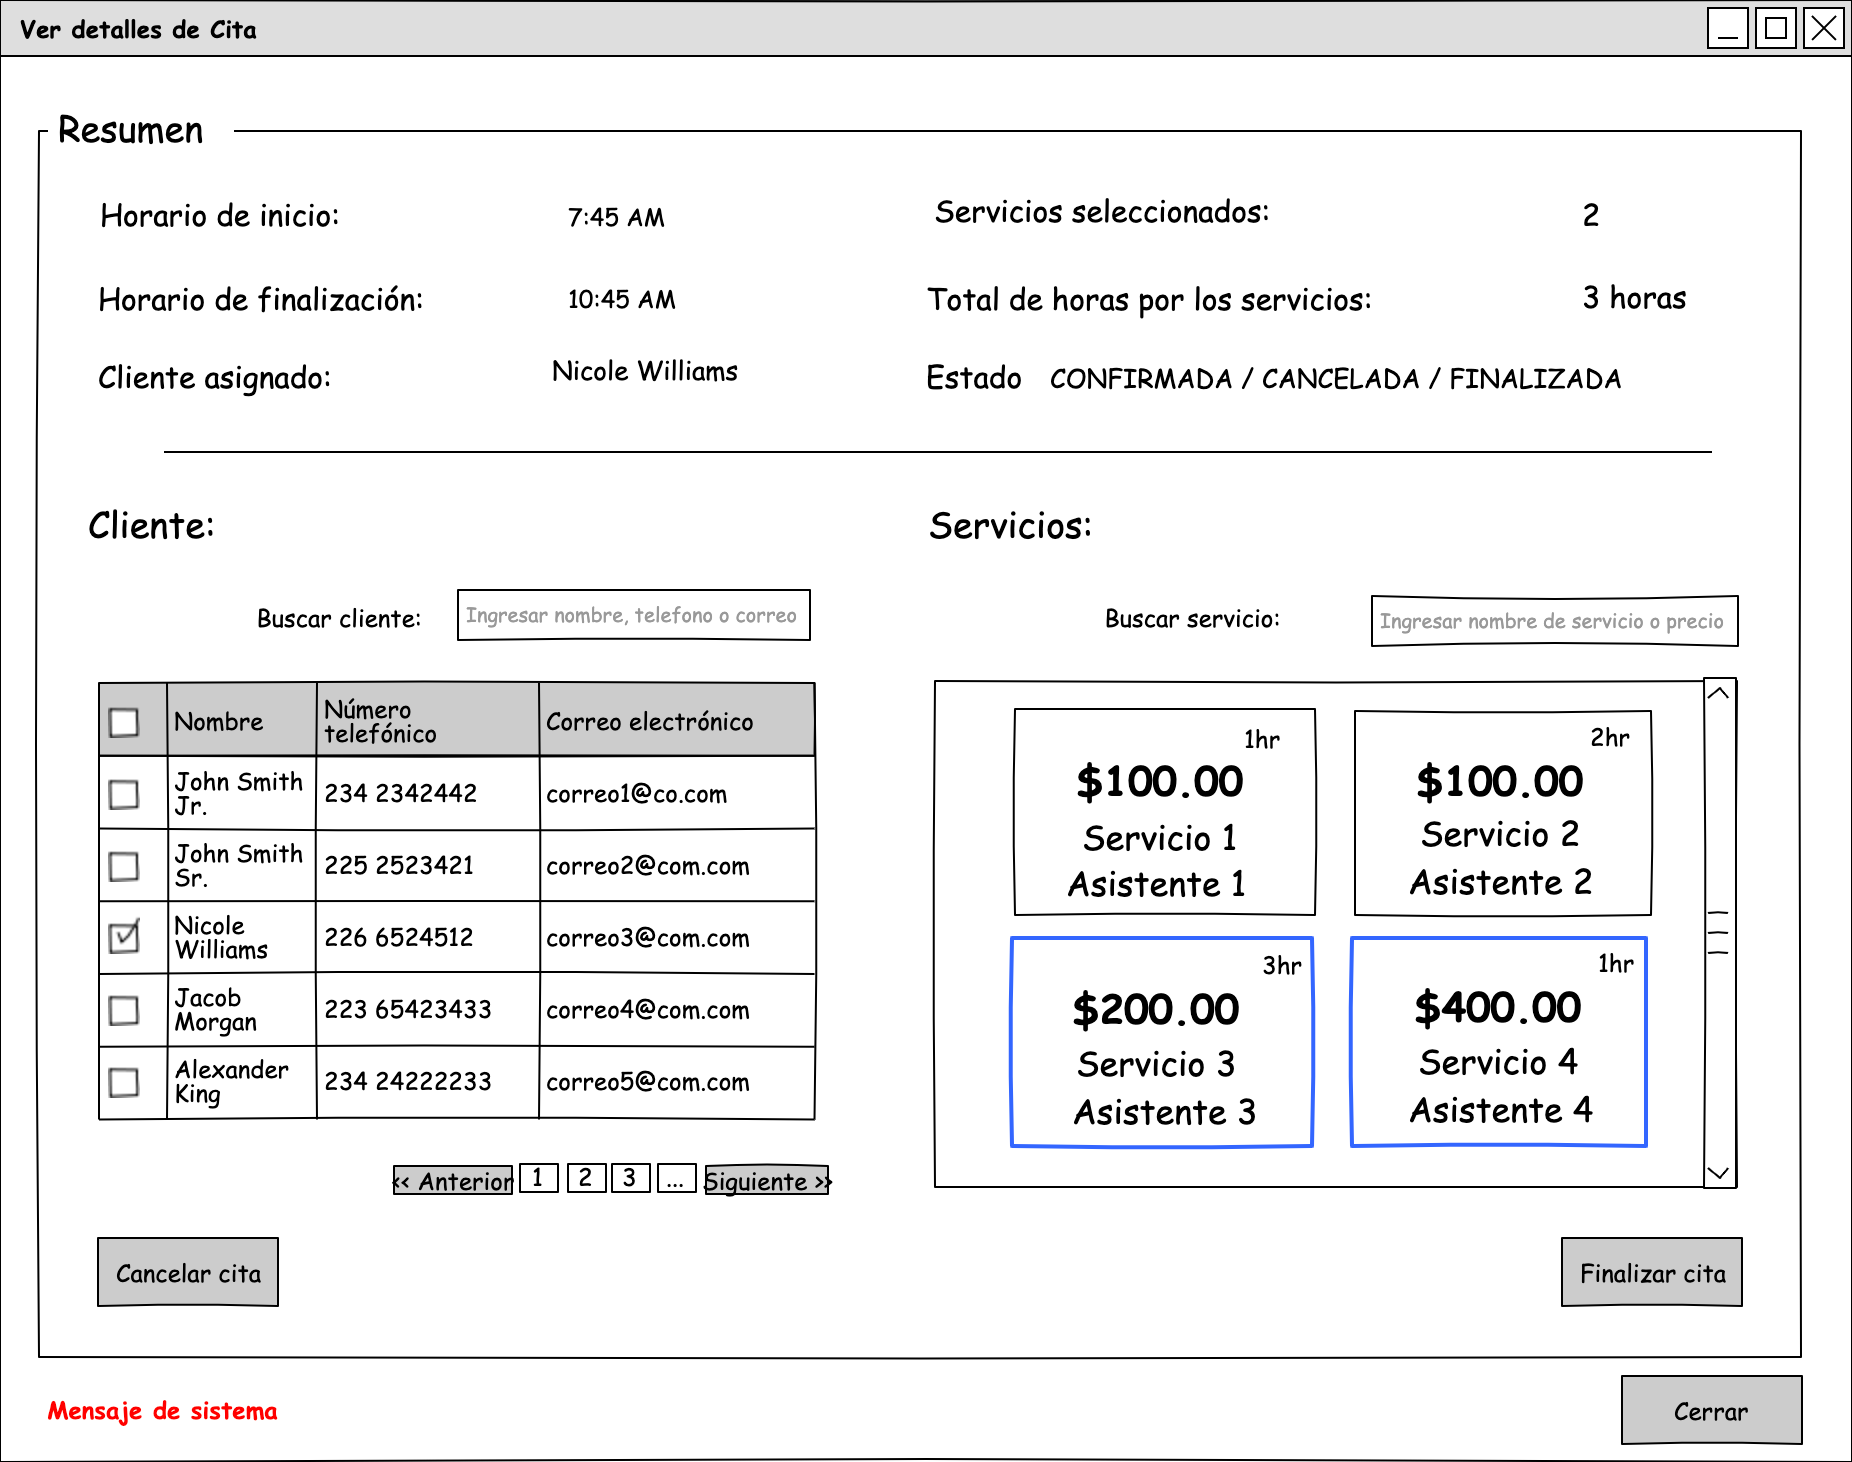 Ver detalles de Cita
Resumen
Horario de inicio: 7:45 AM
Servicios seleccionados: 2
Horario de finalización: 10:45 AM
Total de horas por los servicios: 3 horas
Cliente asignado: Nicole Williams
Estado CONFIRMADA / CANCELADA / FINALIZADA
Cliente:
Buscar cliente: Ingresar nombre, telefono o correo
Nombre
Número
telefónico
Correo electrónico
John Smith
Jr.
234 2342442
correo1@co.com
John Smith
Sr.
225 2523421
correo2@com.com
Nicole
Williams
226 6524512
correo3@com.com
Jacob
Morgan
223 65423433
correo4@com.com
Alexander
King
234 24222233
correo5@com.com
<< Anterior 1 2 3 ... Siguiente >>
Servicios:
Buscar servicio: Ingresar nombre de servicio o precio
1hr
$100.00
Servicio 1
Asistente 1
2hr
$100.00
Servicio 2
Asistente 2
3hr
$200.00
Servicio 3
Asistente 3
1hr
$400.00
Servicio 4
Asistente 4
Cancelar cita
Finalizar cita
Mensaje de sistema
Cerrar